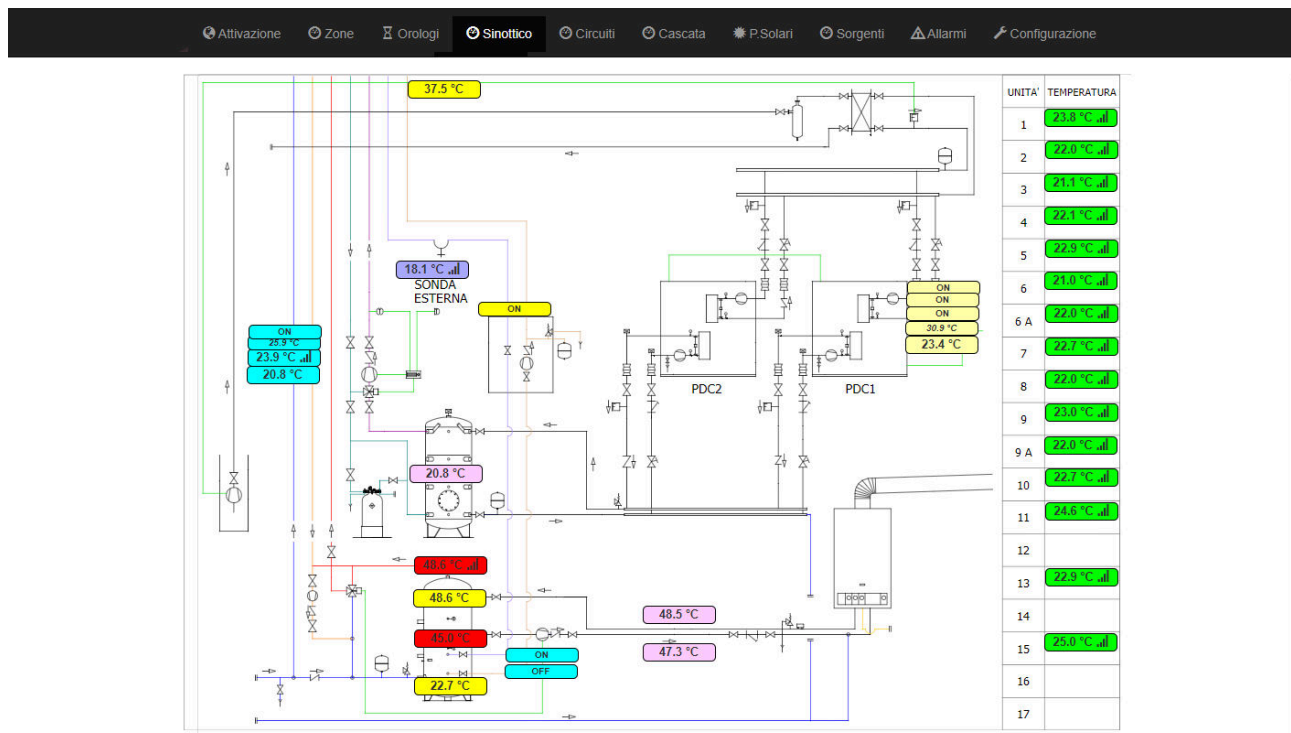 Attivazione Zone Orologi Sinottico Circuiti Cascata P.Solari Sorgenti Allarmi Configurazione
37.5 °C
18.1 °C
SONDA
ESTERNA
ON
ON
25.9 °C
23.9 °C
20.8 °C
ON
ON
ON
30.9 °C
23.4 °C
PDC2
PDC1
20.8 °C
48.6 °C
48.6 °C
45.0 °C
22.7 °C
ON
OFF
48.5 °C
47.3 °C
UNITA' TEMPERATURA
1 23.8 °C
2 22.0 °C
3 21.1 °C
4 22.1 °C
5 22.9 °C
6 21.0 °C
6 A 22.0 °C
7 22.7 °C
8 22.0 °C
9 23.0 °C
9 A 22.0 °C
10 22.7 °C
11 24.6 °C
12
13 22.9 °C
14
15 25.0 °C
16
17